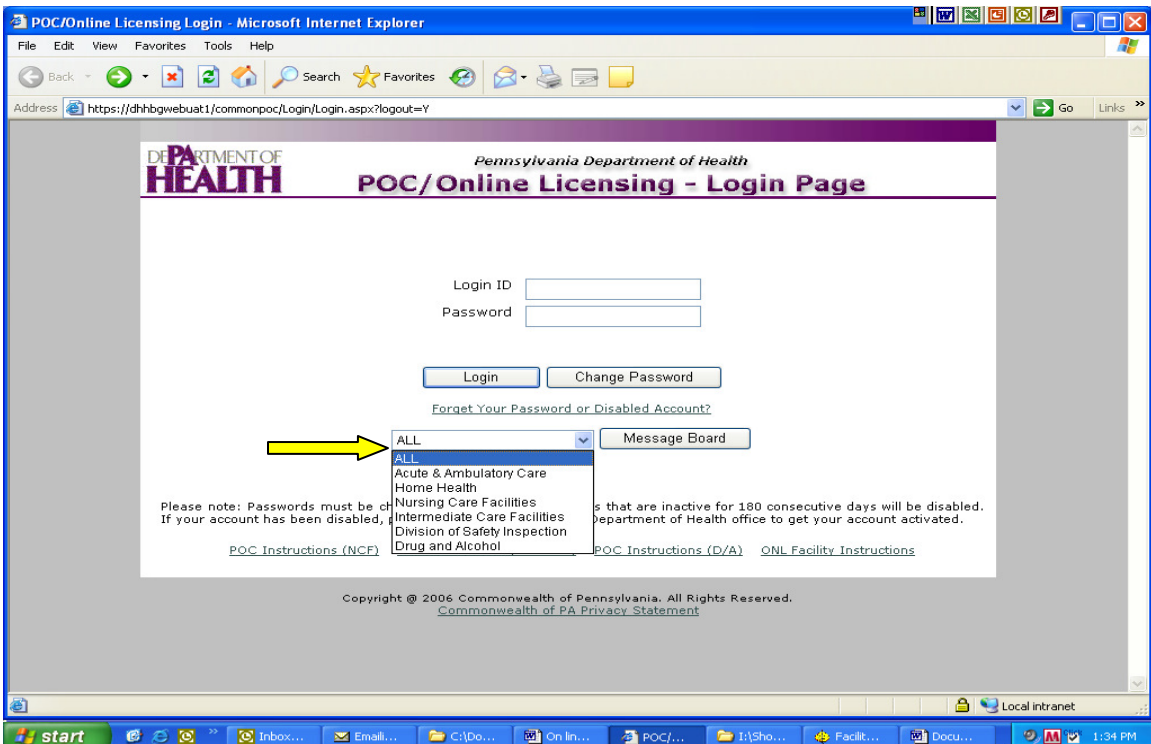 POC/Online Licensing Login - Microsoft Internet Explorer
File Edit View Favorites Tools Help
Back Search Favorites
Address https://dhhbgwebuat1/commonpoc/Login/Login.aspx?logout=Y Go Links »
DEPARTMENT OF
HEALTH
Pennsylvania Department of Health
POC/Online Licensing - Login Page
Login ID
Password
Login Change Password
Forget Your Password or Disabled Account?
ALL Message Board
ALL
Acute & Ambulatory Care
Home Health
Nursing Care Facilities
Intermediate Care Facilities
Division of Safety Inspection
Drug and Alcohol
Please note: Passwords must be ch s that are inactive for 180 consecutive days will be disabled.
If your account has been disabled, Department of Health office to get your account activated.
POC Instructions (NCF) POC Instructions (D/A) ONL Facility Instructions
Copyright @ 2006 Commonwealth of Pennsylvania. All Rights Reserved.
Commonwealth of PA Privacy Statement
Local intranet
start Inbox... Emaili... C:\Do... On lin... POC/... I:\Sho... Facilit... Docu... 1:34 PM